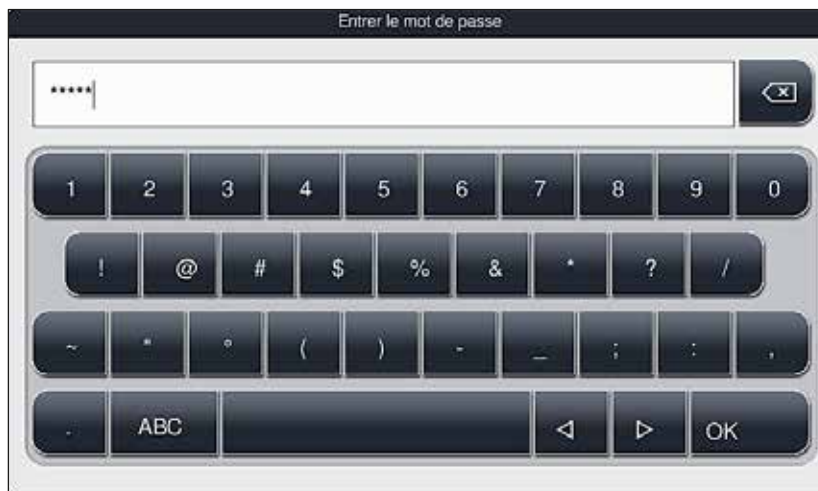 Entrer le mot de passe
*****
1 2 3 4 5 6 7 8 9 0
! @ # $ % & * ? /
~ " ° ( ) - _ ; : ,
. ABC OK